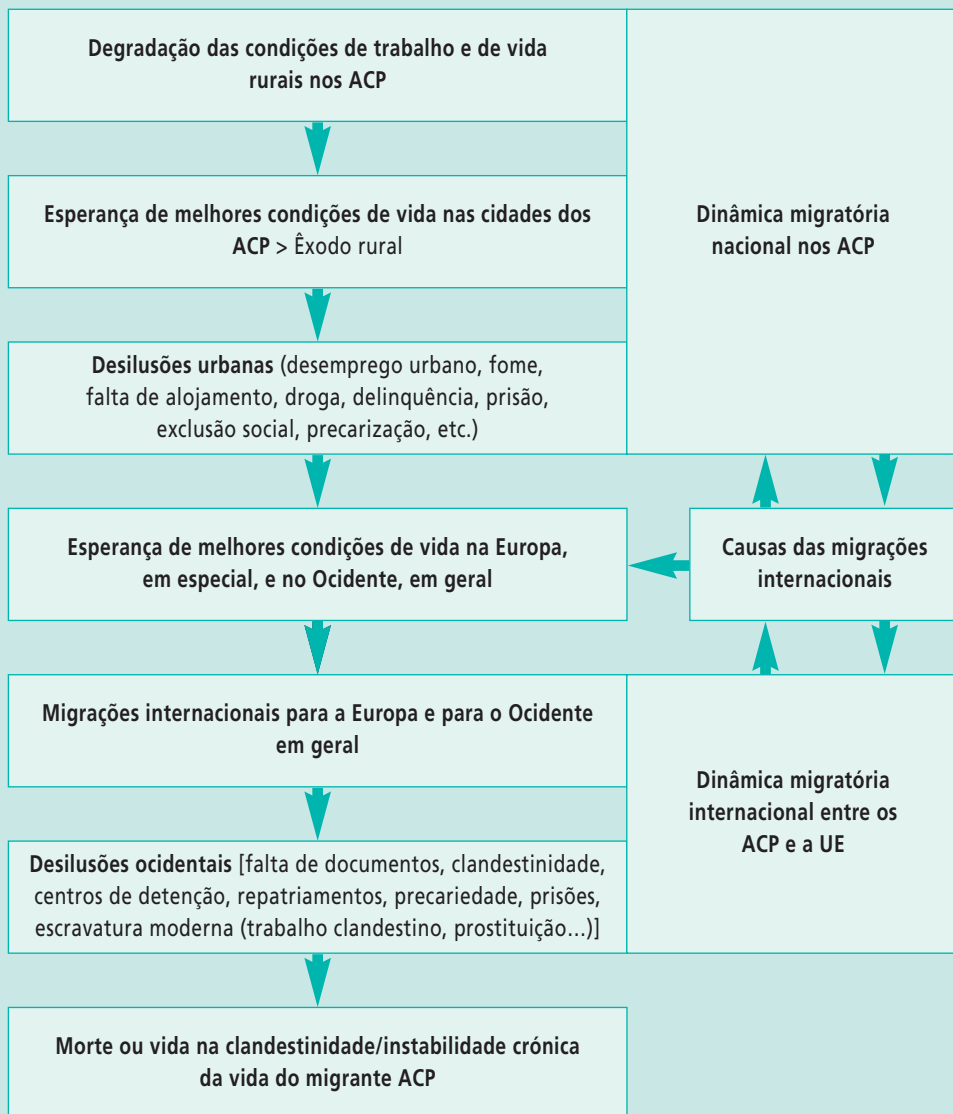 Degradação das condições de trabalho e de vida
rurais nos ACP
Esperança de melhores condições de vida nas cidades dos
ACP > Êxodo rural
Dinâmica migratória
nacional nos ACP
Desilusões urbanas (desemprego urbano, fome,
falta de alojamento, droga, delinquência, prisão,
exclusão social, precarização, etc.)
Esperança de melhores condições de vida na Europa,
em especial, e no Ocidente, em geral
Causas das migrações
internacionais
Migrações internacionais para a Europa e para o Ocidente
em geral
Dinâmica migratória
internacional entre os
ACP e a UE
Desilusões ocidentais [falta de documentos, clandestinidade,
centros de detenção, repatriamentos, precariedade, prisões,
escravatura moderna (trabalho clandestino, prostituição…)]
Morte ou vida na clandestinidade/instabilidade crónica
da vida do migrante ACP